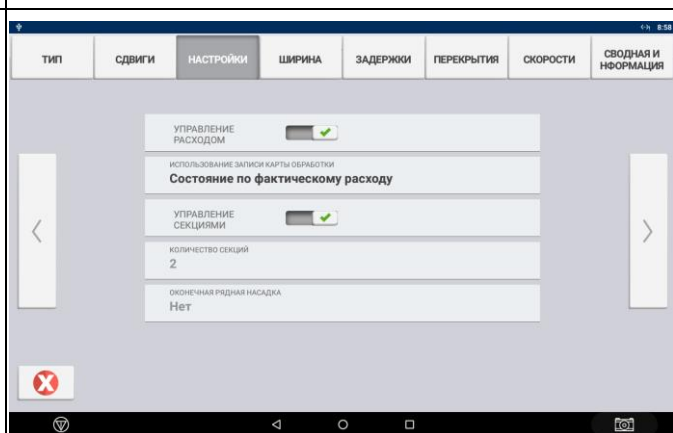 8:58
ТИП
СДВИГИ
НАСТРОЙКИ
ШИРИНА
ЗАДЕРЖКИ
ПЕРЕКРЫТИЯ
СКОРОСТИ
СВОДНАЯ И
НФОРМАЦИЯ
УПРАВЛЕНИЕ
РАСХОДОМ
ИСПОЛЬЗОВАНИЕ ЗАПИСИ КАРТЫ ОБРАБОТКИ
Состояние по фактическому расходу
УПРАВЛЕНИЕ
СЕКЦИЯМИ
КОЛИЧЕСТВО СЕКЦИЙ
2
ОКОНЕЧНАЯ РЯДНАЯ НАСАДКА
Нет